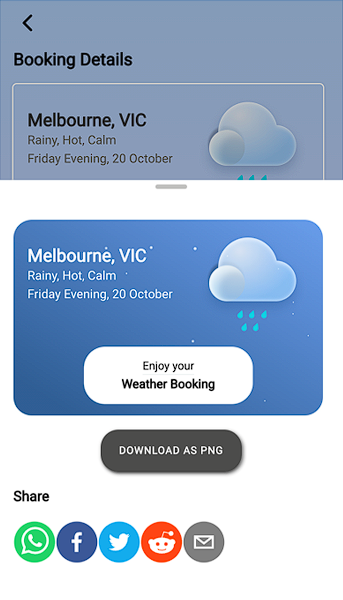 Booking Details
Melbourne, VIC
Rainy, Hot, Calm
Friday Evening, 20 October
Melbourne, VIC
Rainy, Hot, Calm
Friday Evening, 20 October
Enjoy your
Weather Booking
DOWNLOAD AS PNG
Share